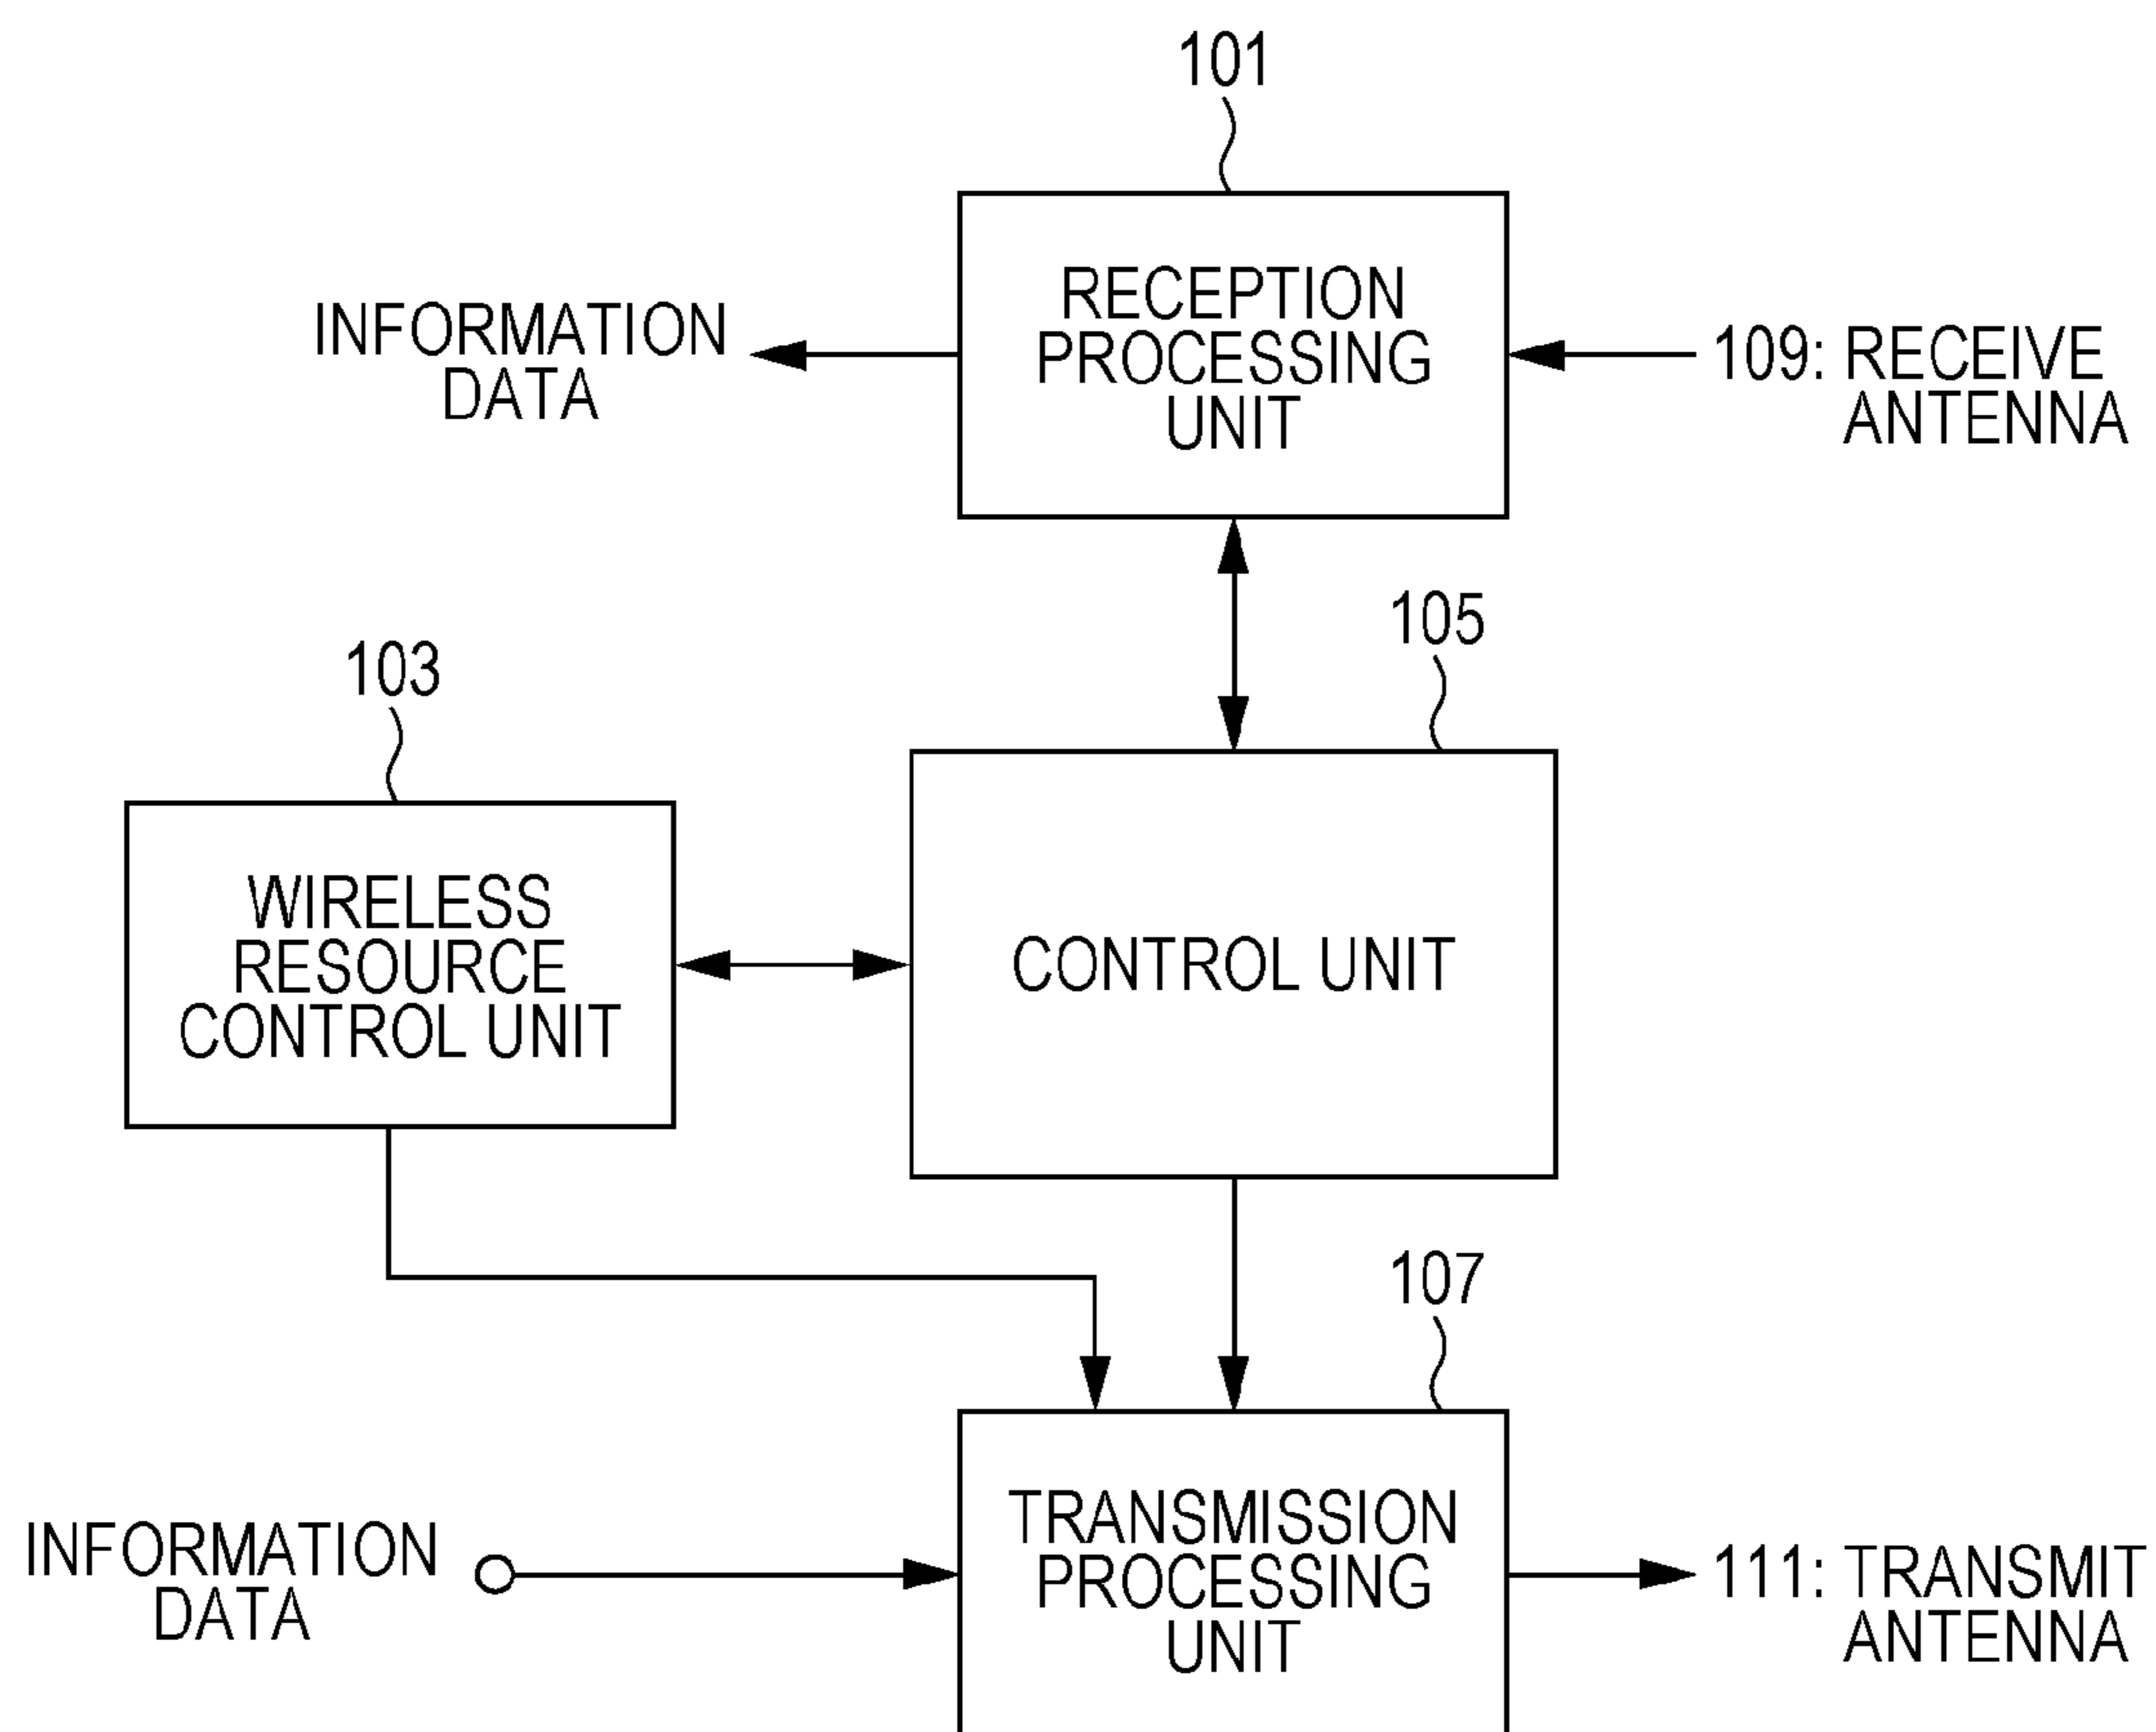 101
RECEPTION
PROCESSING
UNIT
INFORMATION
DATA
109: RECEIVE
ANTENNA
105
103
WIRELESS
RESOURCE
CONTROL UNIT
CONTROL UNIT
107
TRANSMISSION
PROCESSING
UNIT
INFORMATION
DATA
111: TRANSMIT
ANTENNA